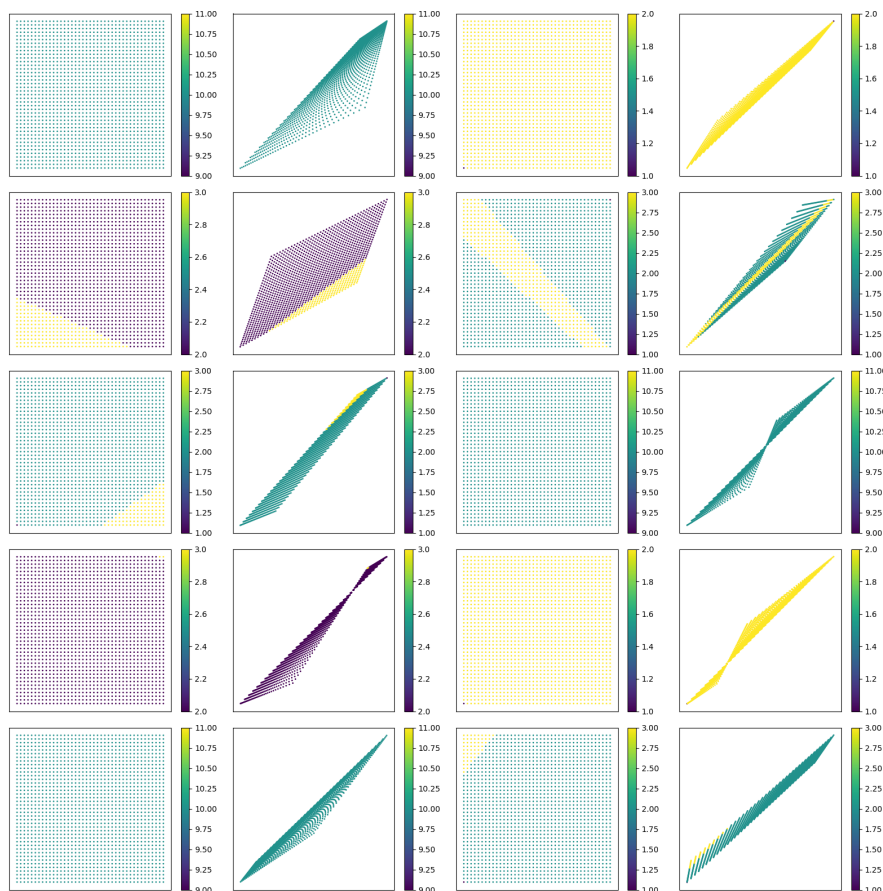 11.00 11.00 2.0 2.0
10.75 10.75
1.8 1.8
10.50 10.50
10.25 10.25 1.6 1.6
10.00 10.00
9.75 9.75 1.4 1.4
9.50 9.50
1.2 1.2
9.25 9.25
9.00 9.00 1.0 1.0
3.0 3.0 3.00 3.00
2.75 2.75
2.8 2.8
2.50 2.50
2.6 2.6 2.25 2.25
2.00 2.00
2.4 2.4 1.75 1.75
1.50 1.50
2.2 2.2
1.25 1.25
2.0 2.0 1.00 1.00
3.00 3.00 11.00 11.00
2.75 2.75 10.75 10.75
2.50 2.50 10.50 10.50
2.25 2.25 10.25 10.25
2.00 2.00 10.00 10.00
1.75 1.75 9.75 9.75
1.50 1.50 9.50 9.50
1.25 1.25 9.25 9.25
1.00 1.00 9.00 9.00
3.0 3.0 2.0 2.0
2.8 2.8 1.8 1.8
2.6 2.6 1.6 1.6
2.4 2.4 1.4 1.4
2.2 2.2 1.2 1.2
2.0 2.0 1.0 1.0
11.00 11.00 3.00 3.00
10.75 10.75 2.75 2.75
10.50 10.50 2.50 2.50
10.25 10.25 2.25 2.25
10.00 10.00 2.00 2.00
9.75 9.75 1.75 1.75
9.50 9.50 1.50 1.50
9.25 9.25 1.25 1.25
9.00 9.00 1.00 1.00